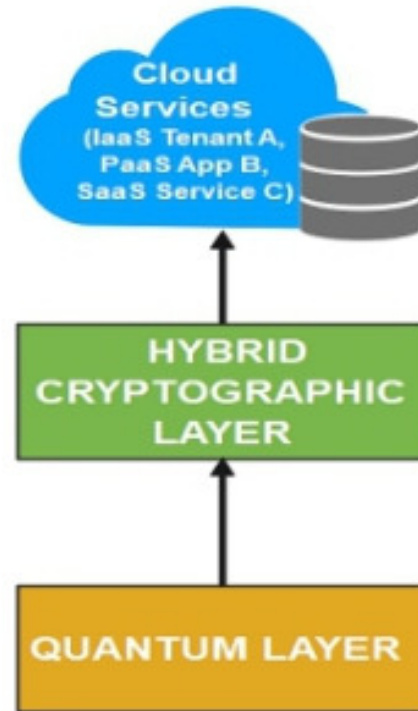 Cloud
Services
(IaaS Tenant A,
PaaS App B,
SaaS Service C)
HYBRID
CRYPTOGRAPHIC
LAYER
QUANTUM LAYER